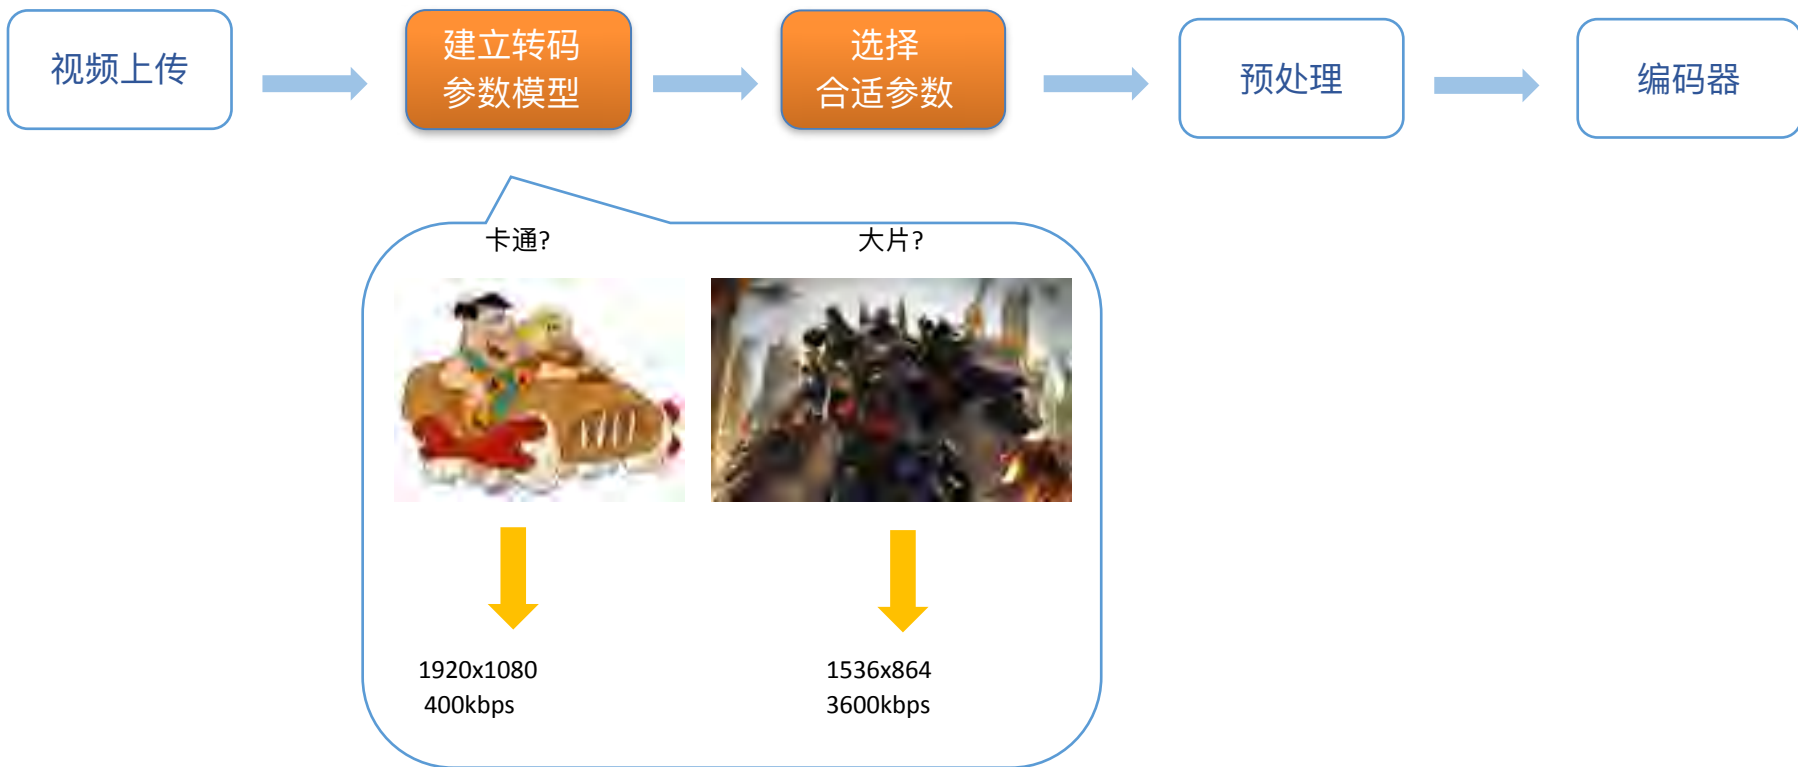 视频上传
建立转码
参数模型
选择
合适参数
预处理
编码器
卡通?
大片?
1920x1080
400kbps
1536x864
3600kbps